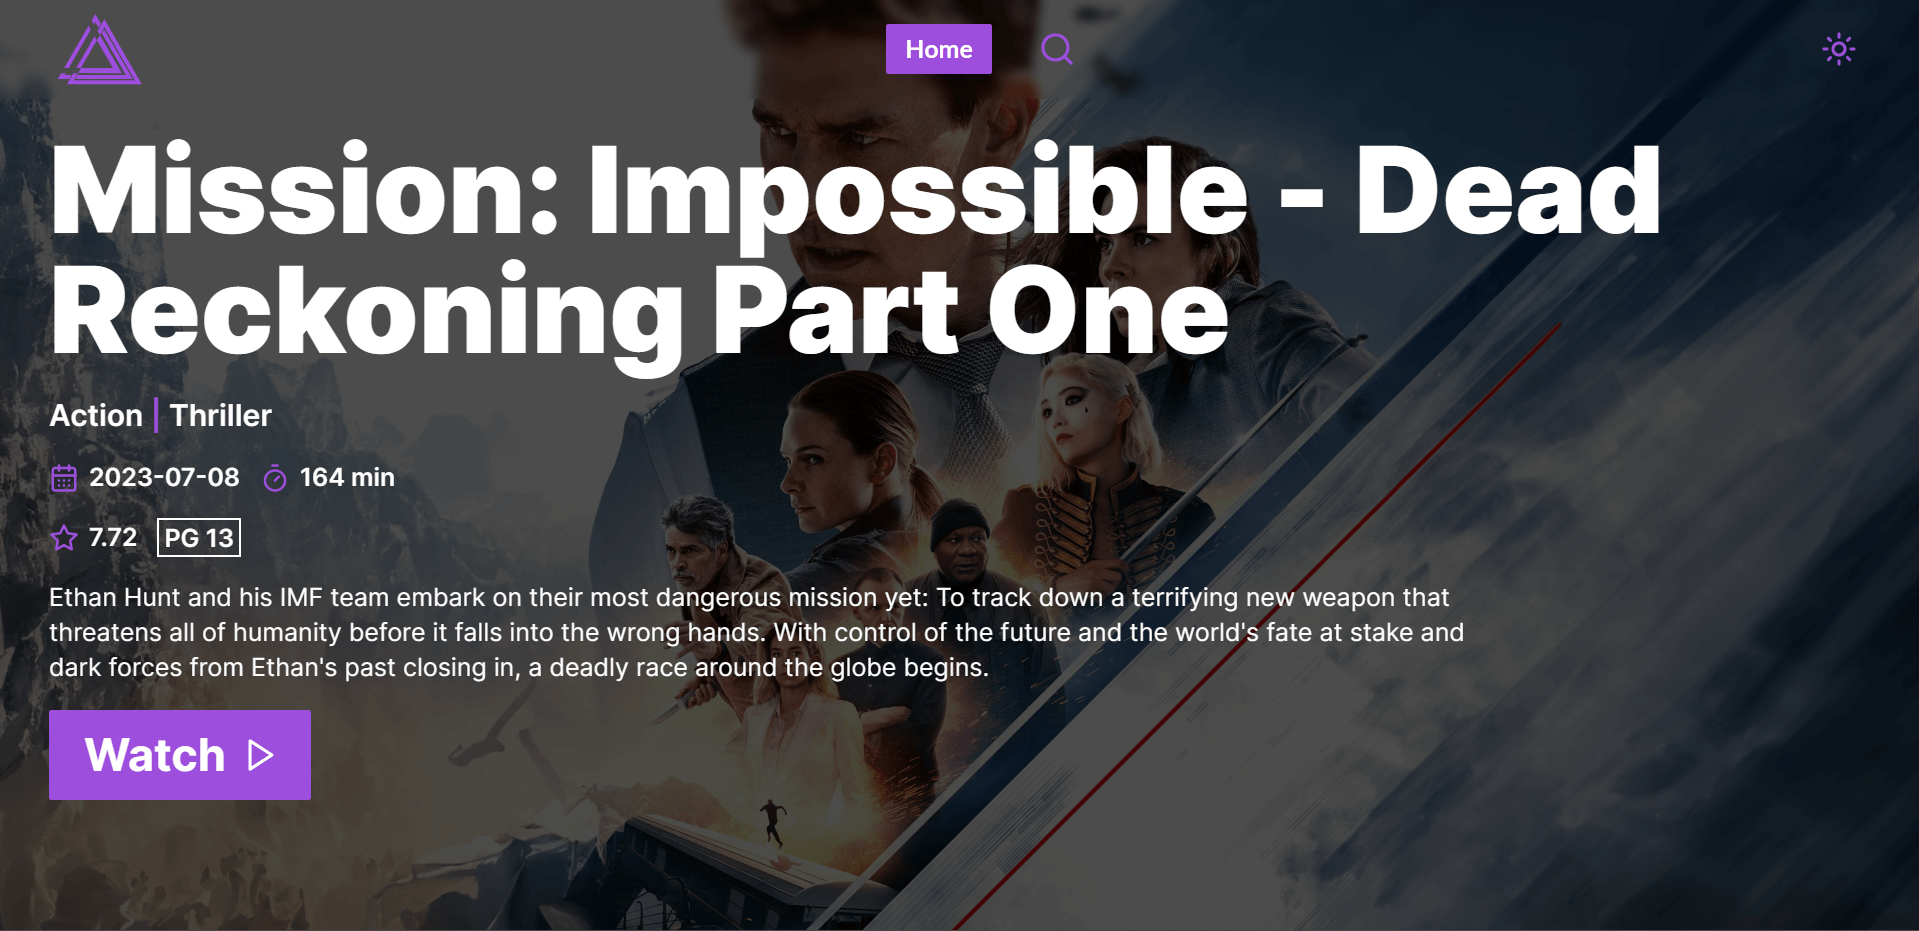 Home
Mission: Impossible - Dead
Reckoning Part One
Action | Thriller
2023-07-08 164 min
7.72 PG 13
Ethan Hunt and his IMF team embark on their most dangerous mission yet: To track down a terrifying new weapon that
threatens all of humanity before it falls into the wrong hands. With control of the future and the world's fate at stake and
dark forces from Ethan's past closing in, a deadly race around the globe begins.
Watch